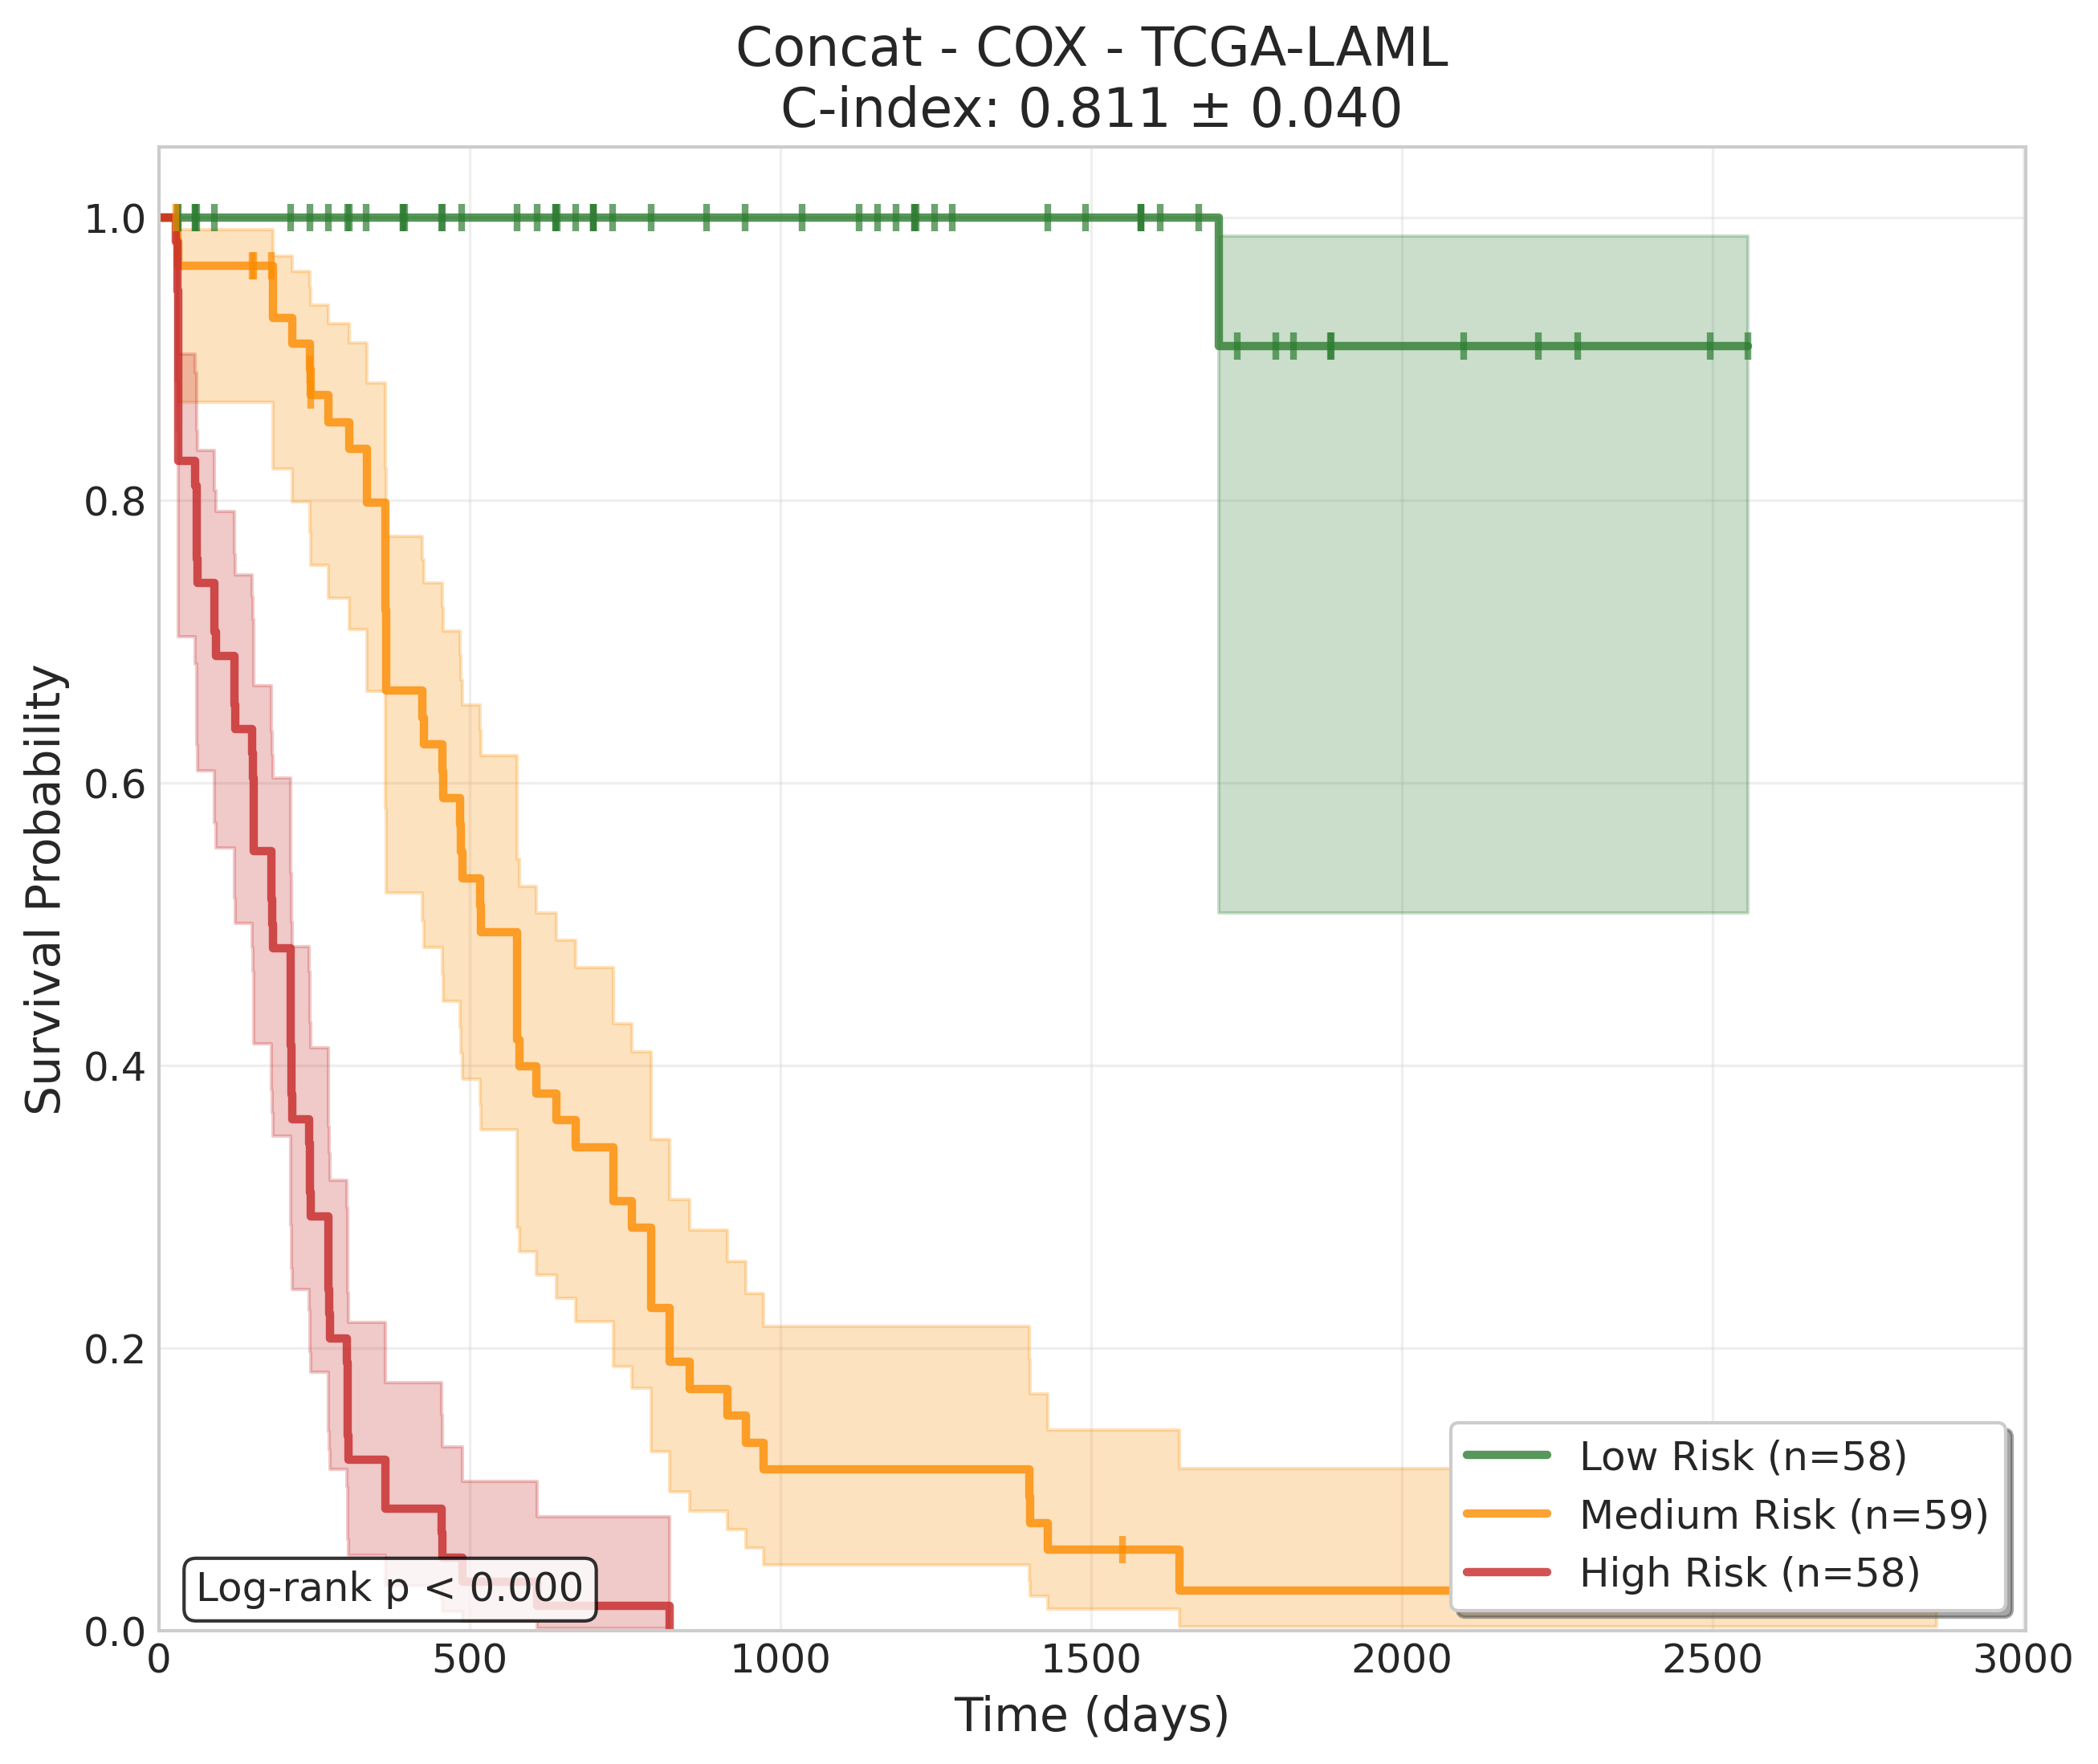 Concat - COX - TCGA-LAML
C-index: 0.811 ± 0.040
Survival Probability
1.0
0.8
0.6
0.4
0.2
0.0
Low Risk (n=58)
Medium Risk (n=59)
High Risk (n=58)
Log-rank p < 0.000
0 500 1000 1500 2000 2500 3000
Time (days)